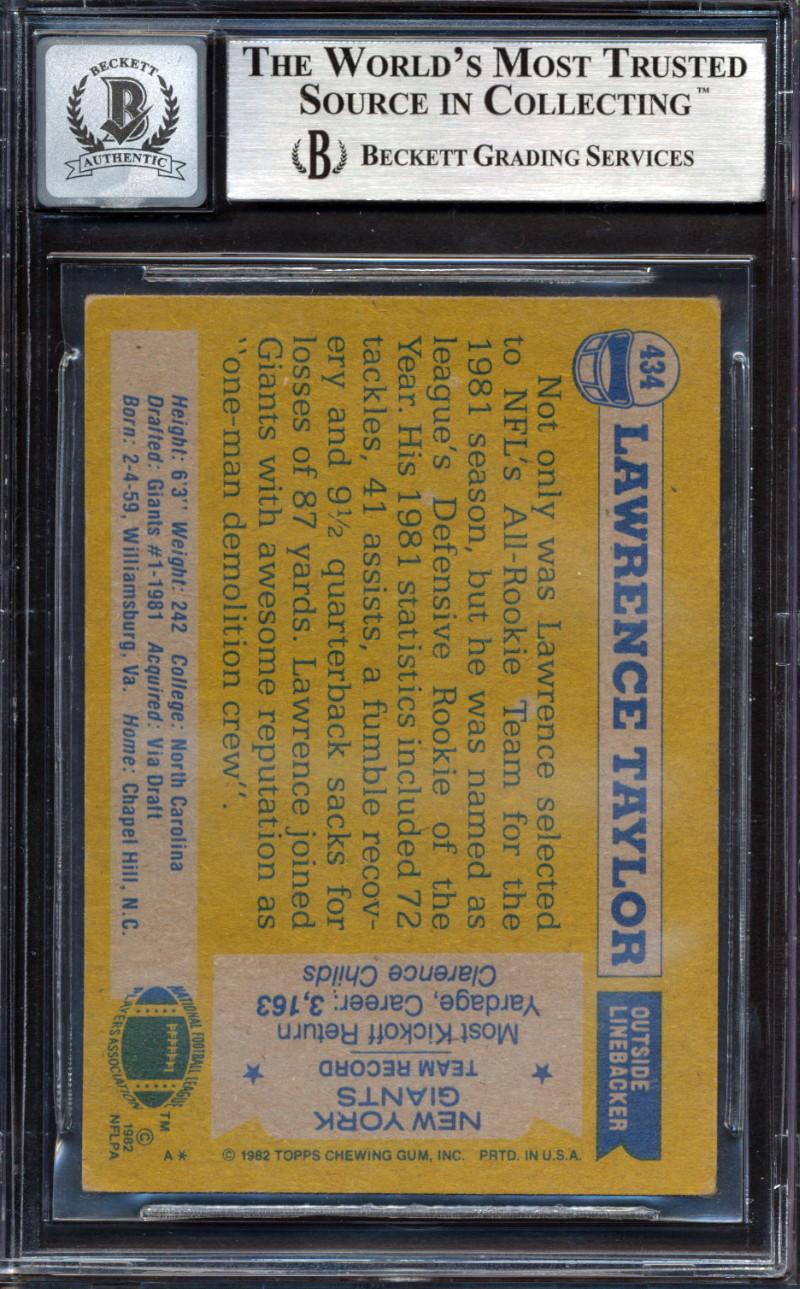 BECKETT
B
AUTHENTIC
THE WORLD'S MOST TRUSTED
SOURCE IN COLLECTING™
B BECKETT GRADING SERVICES
434
LAWRENCE TAYLOR
OUTSIDE
LINEBACKER
Not only was Lawrence selected
to NFL's All-Rookie Team for the
1981 season, but he was named as
league's Defensive Rookie of the
Year. His 1981 statistics included 72
tackles, 41 assists, a fumble recov-
ery and 9½ quarterback sacks for
losses of 87 yards. Lawrence joined
Giants with awesome reputation as
"one-man demolition crew".
Height: 6'3" Weight: 242 College: North Carolina
Drafted: Giants #1-1981 Acquired: Via Draft
Born: 2-4-59, Williamsburg, Va. Home: Chapel Hill, N.C.
NEW YORK
GIANTS
TEAM RECORD
Most Kickoff Return
Yardage, Career: 3,163
Clarence Childs
NATIONAL FOOTBALL LEAGUE
PLAYERS ASSOCIATION
TM
© 1982
NFLPA
A*
© 1982 TOPPS CHEWING GUM, INC. PRTD. IN U.S.A.